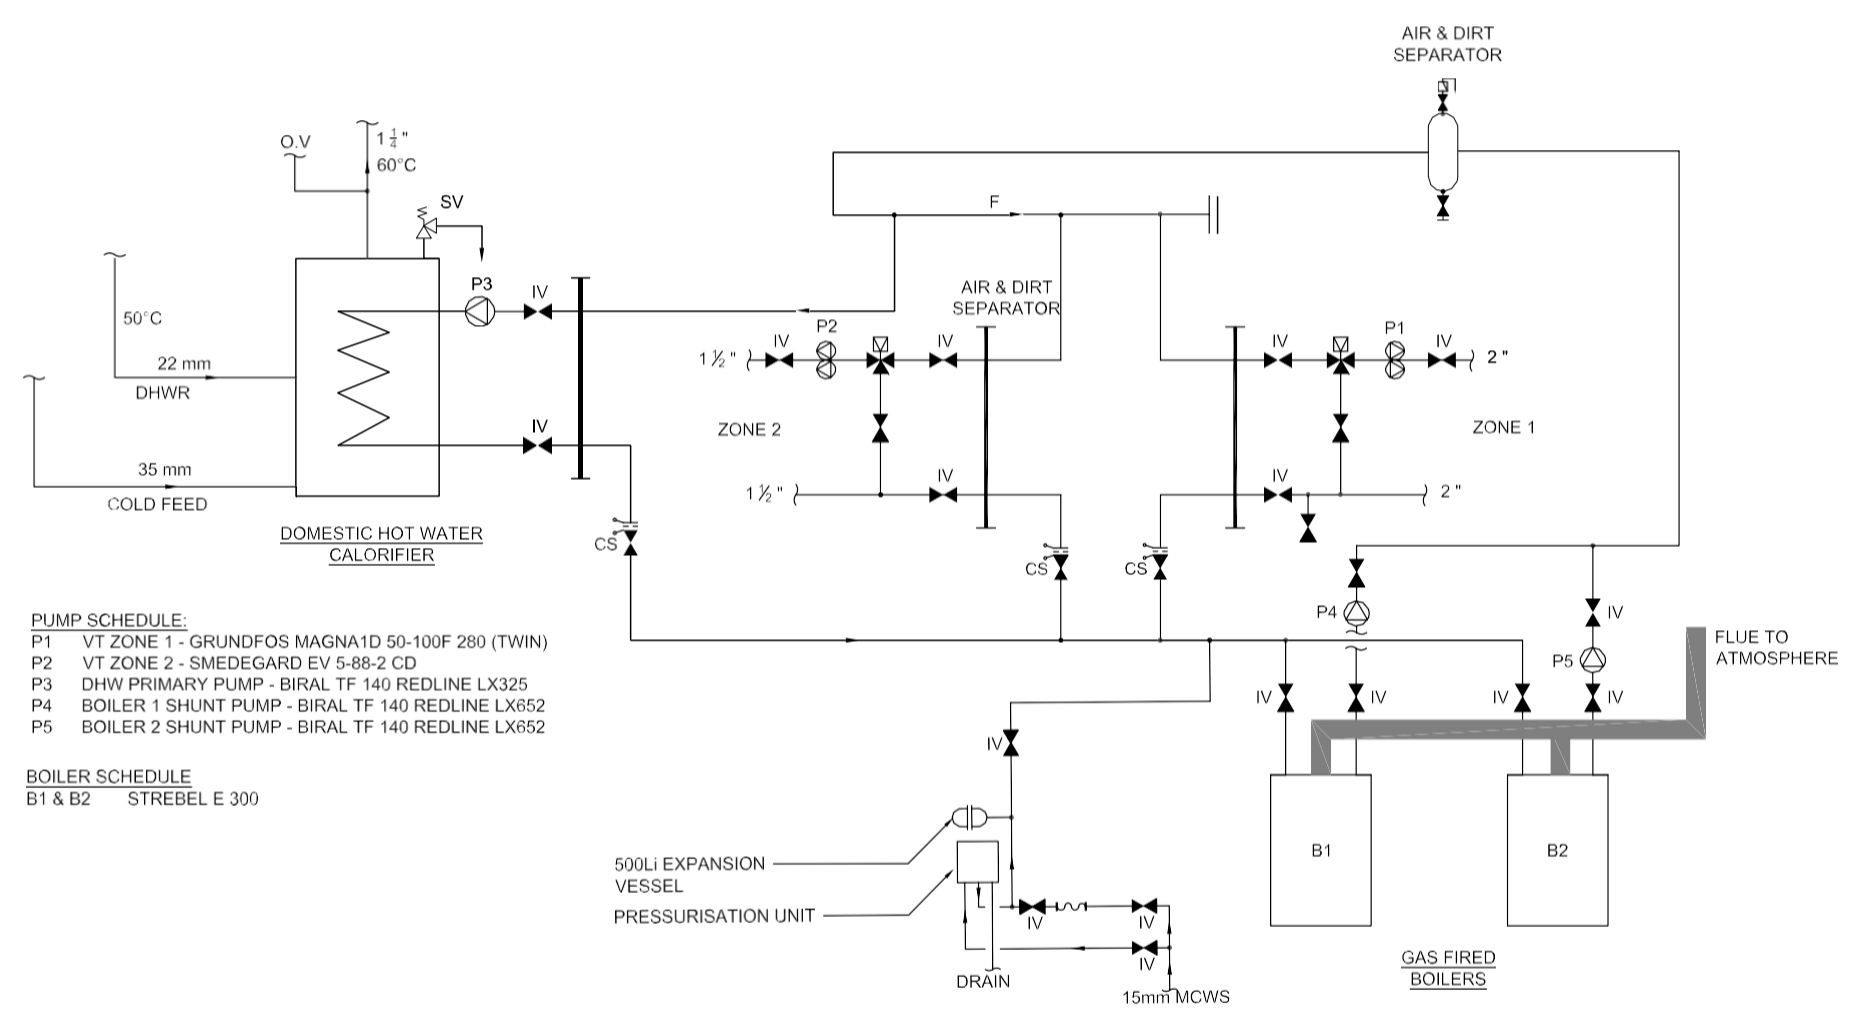 AIR & DIRT
SEPARATOR
O.V
1 1/4 "
60°C
SV
F
50°C
P3
IV
AIR & DIRT
SEPARATOR
22 mm
DHWR
1 ½ "
IV
P2
IV
IV
P1
IV
2 "
ZONE 2
ZONE 1
IV
35 mm
COLD FEED
1 ½ "
IV
IV
2 "
DOMESTIC HOT WATER
CALORIFIER
CS
CS
CS
P4
IV
PUMP SCHEDULE:
P1 VT ZONE 1 - GRUNDFOS MAGNA1D 50-100F 280 (TWIN)
P2 VT ZONE 2 - SMEDEGARD EV 5-88-2 CD
P3 DHW PRIMARY PUMP - BIRAL TF 140 REDLINE LX325
P4 BOILER 1 SHUNT PUMP - BIRAL TF 140 REDLINE LX652
P5 BOILER 2 SHUNT PUMP - BIRAL TF 140 REDLINE LX652
P5
FLUE TO
ATMOSPHERE
IV
IV
IV
IV
IV
BOILER SCHEDULE
B1 & B2 STREBEL E 300
B1
B2
500Li EXPANSION
VESSEL
PRESSURISATION UNIT
IV
IV
IV
DRAIN
15mm MCWS
GAS FIRED
BOILERS